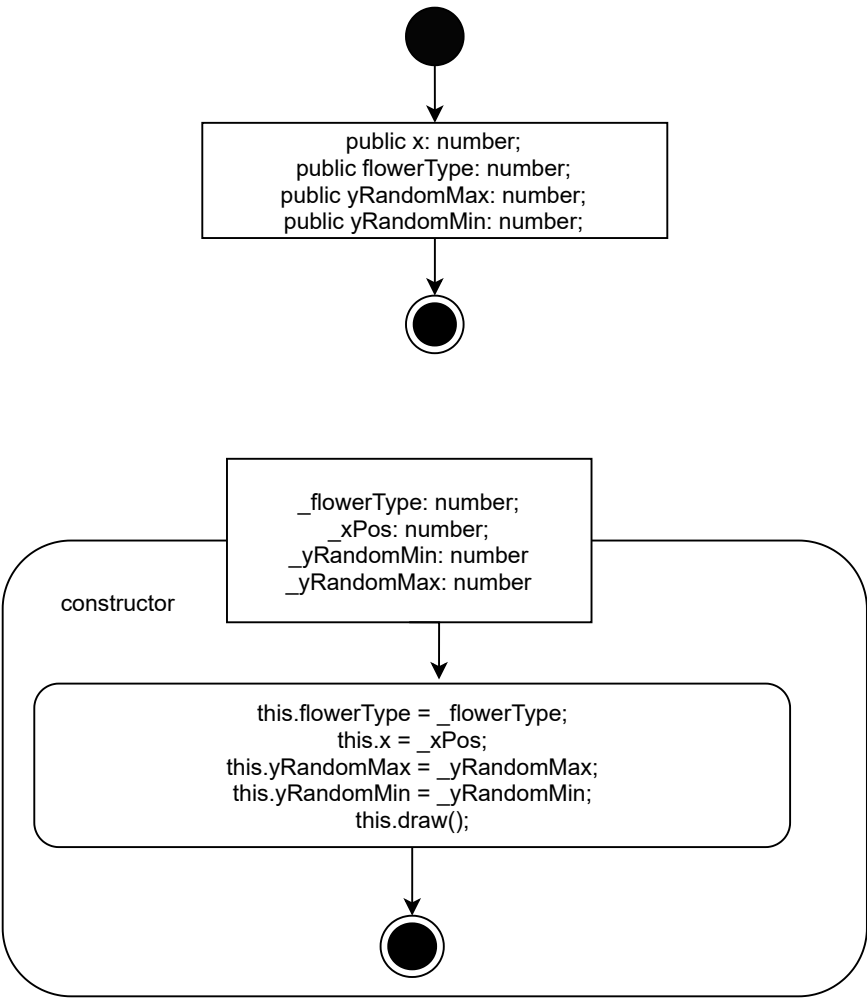 public x: number;
public flowerType: number;
public yRandomMax: number;
public yRandomMin: number;
_flowerType: number;
_xPos: number;
_yRandomMin: number
_yRandomMax: number
constructor
this.flowerType = _flowerType;
this.x = _xPos;
this.yRandomMax = _yRandomMax;
this.yRandomMin = _yRandomMin;
this.draw();